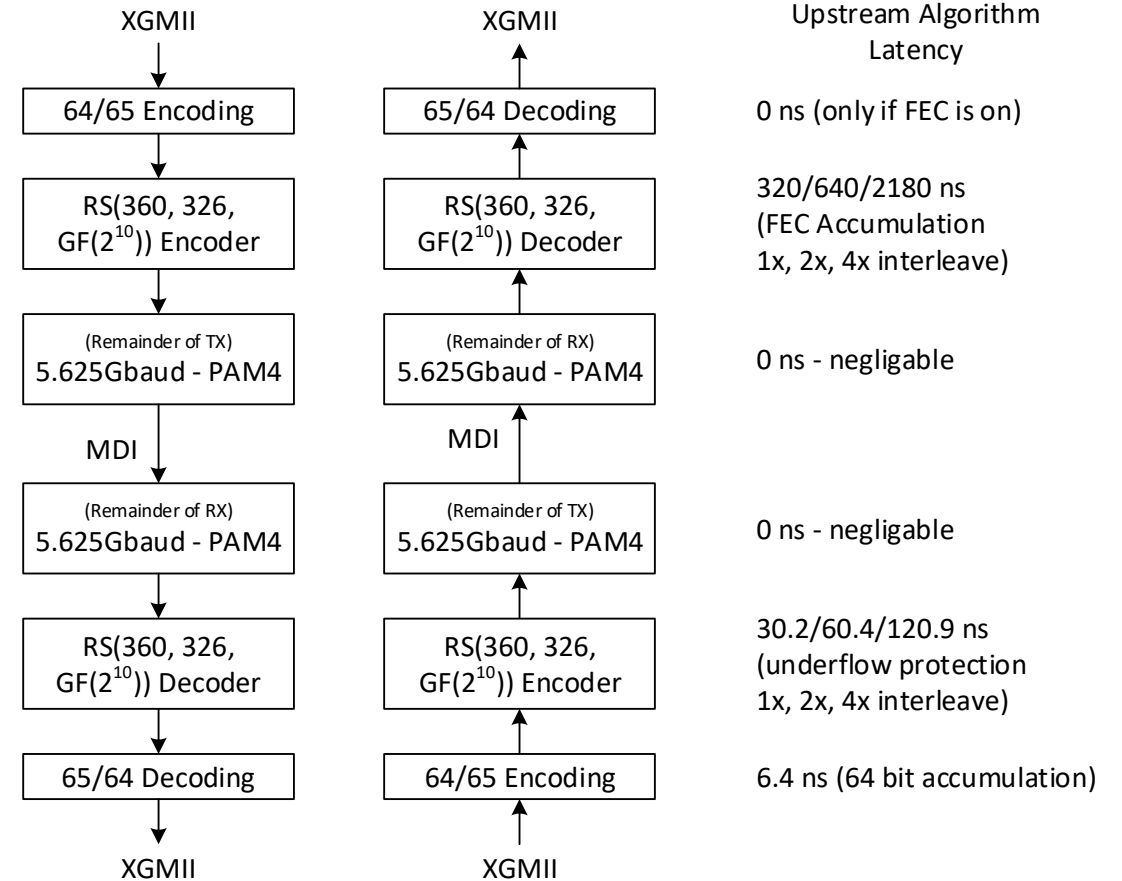 XGMII
64/65 Encoding
RS(360, 326,
GF(2^10)) Encoder
(Remainder of TX)
5.625Gbaud - PAM4
MDI
(Remainder of RX)
5.625Gbaud - PAM4
RS(360, 326,
GF(2^10)) Decoder
65/64 Decoding
XGMII
XGMII
65/64 Decoding
RS(360, 326,
GF(2^10)) Decoder
(Remainder of RX)
5.625Gbaud - PAM4
MDI
(Remainder of TX)
5.625Gbaud - PAM4
RS(360, 326,
GF(2^10)) Encoder
64/65 Encoding
XGMII
Upstream Algorithm
Latency
0 ns (only if FEC is on)
320/640/2180 ns
(FEC Accumulation
1x, 2x, 4x interleave)
0 ns - negligable
0 ns - negligable
30.2/60.4/120.9 ns
(underflow protection
1x, 2x, 4x interleave)
6.4 ns (64 bit accumulation)